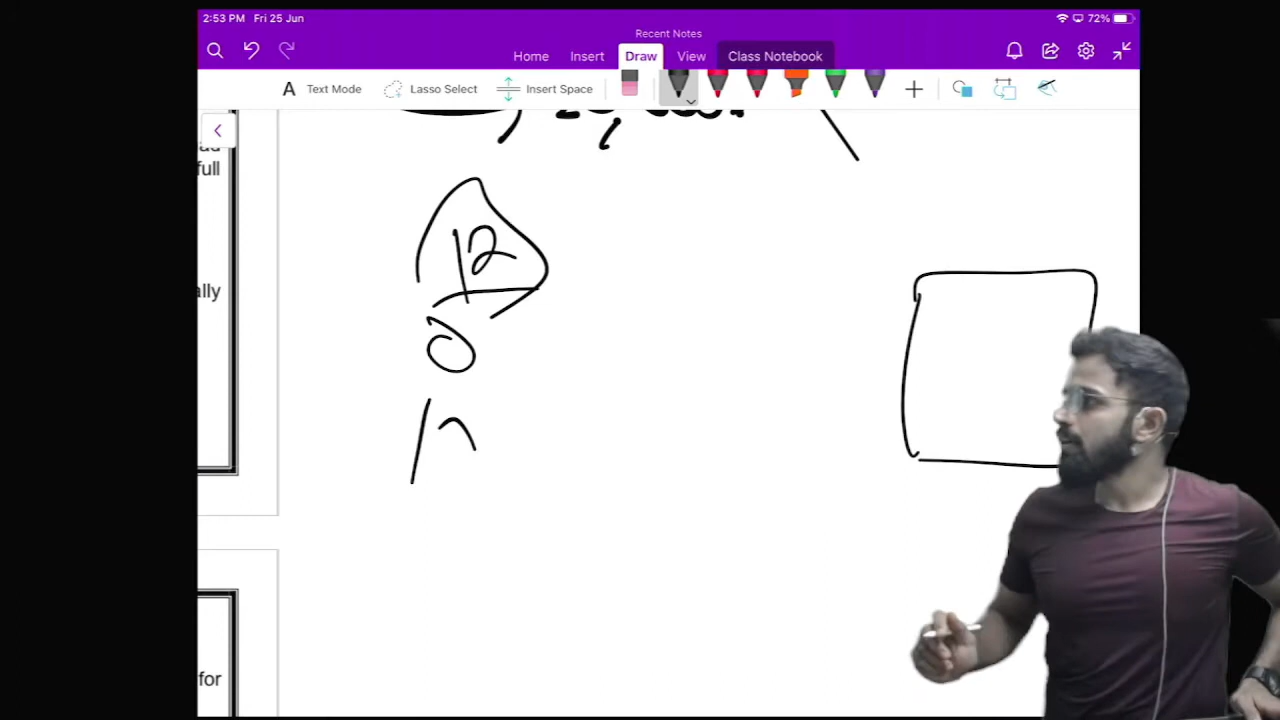 2:53 PM Fri 25 Jun 72%
Recent Notes
Home Insert Draw View Class Notebook
Text Mode Lasso Select Insert Space
full
12
ally
0
for